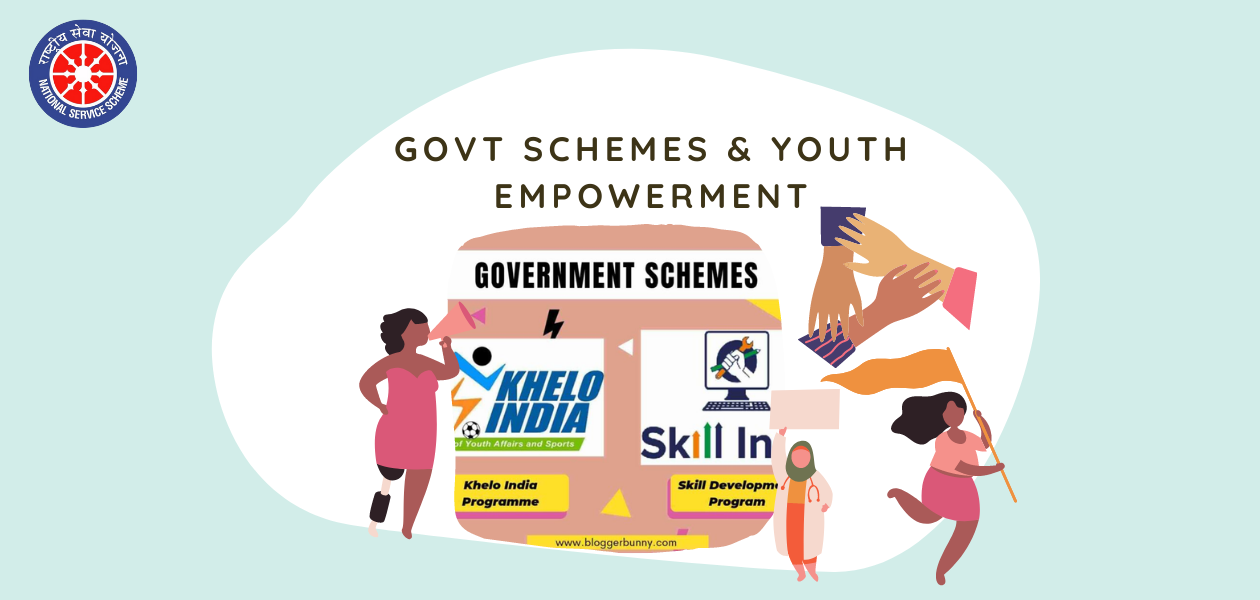 राष्ट्रीय सेवा योजना
NATIONAL SERVICE SCHEME
GOVT SCHEMES & YOUTH
EMPOWERMENT
GOVERNMENT SCHEMES
KHELO
INDIA
of Youth Affairs and Sports
Skill In
Khelo India
Programme
Skill Developme
Program
www.bloggerbunny.com